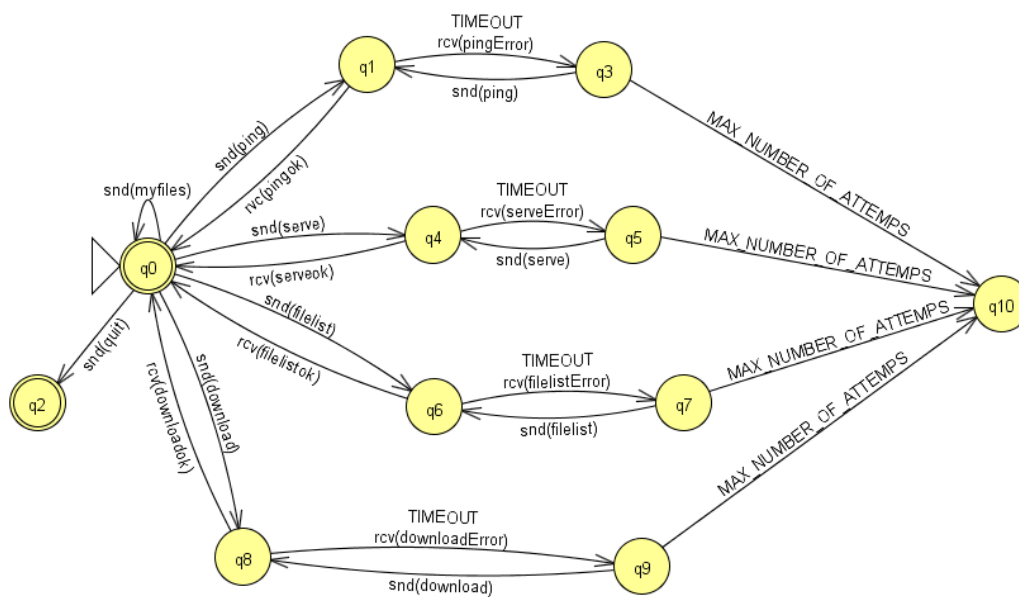 TIMEOUT
rcv(pingError)
q1
q3
snd(ping)
snd(ping)
rvc(pingok)
MAX_NUMBER_OF_ATTEMPS
snd(myfiles)
TIMEOUT
rcv(serveError)
snd(serve)
q4
q5
snd(serve)
MAX_NUMBER_OF_ATTEMPS
q0
rcv(serveok)
snd(filelist)
rcv(filelistok)
q10
snd(quit)
rcv(downloadok)
snd(download)
TIMEOUT
rcv(filelistError)
MAX_NUMBER_OF_ATTEMPS
q2
q6
q7
snd(filelist)
MAX_NUMBER_OF_ATTEMPS
TIMEOUT
rcv(downloadError)
q8
q9
snd(download)